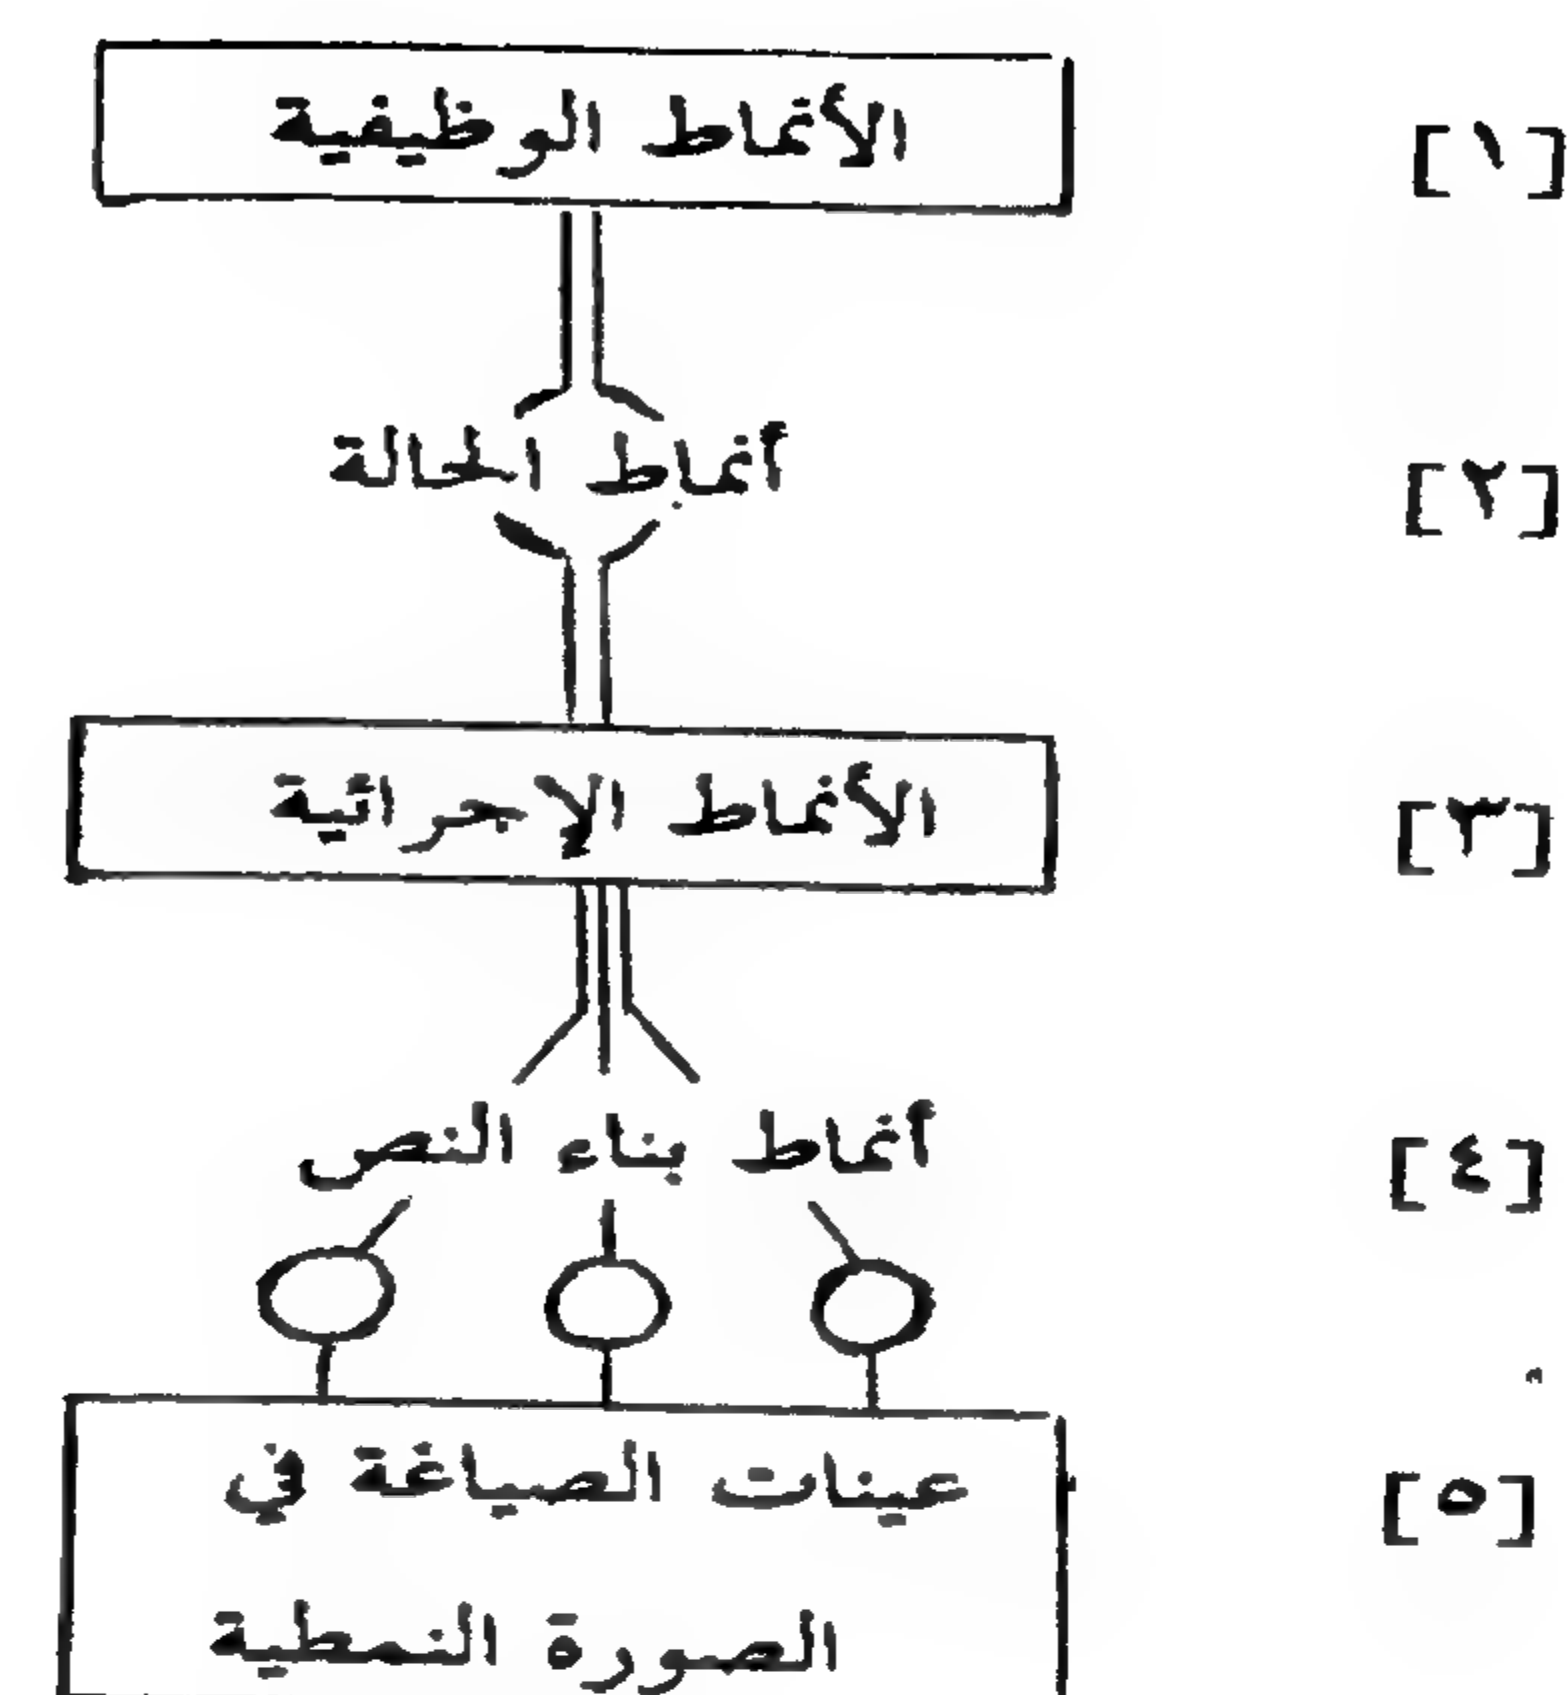 [١] الأنماط الوظيفية
[٢] أنماط الحالة
[٣] الأنماط الإجرائية
[٤] أنماط بناء النص
[٥] عينات الصياغة في
الصورة النمطية